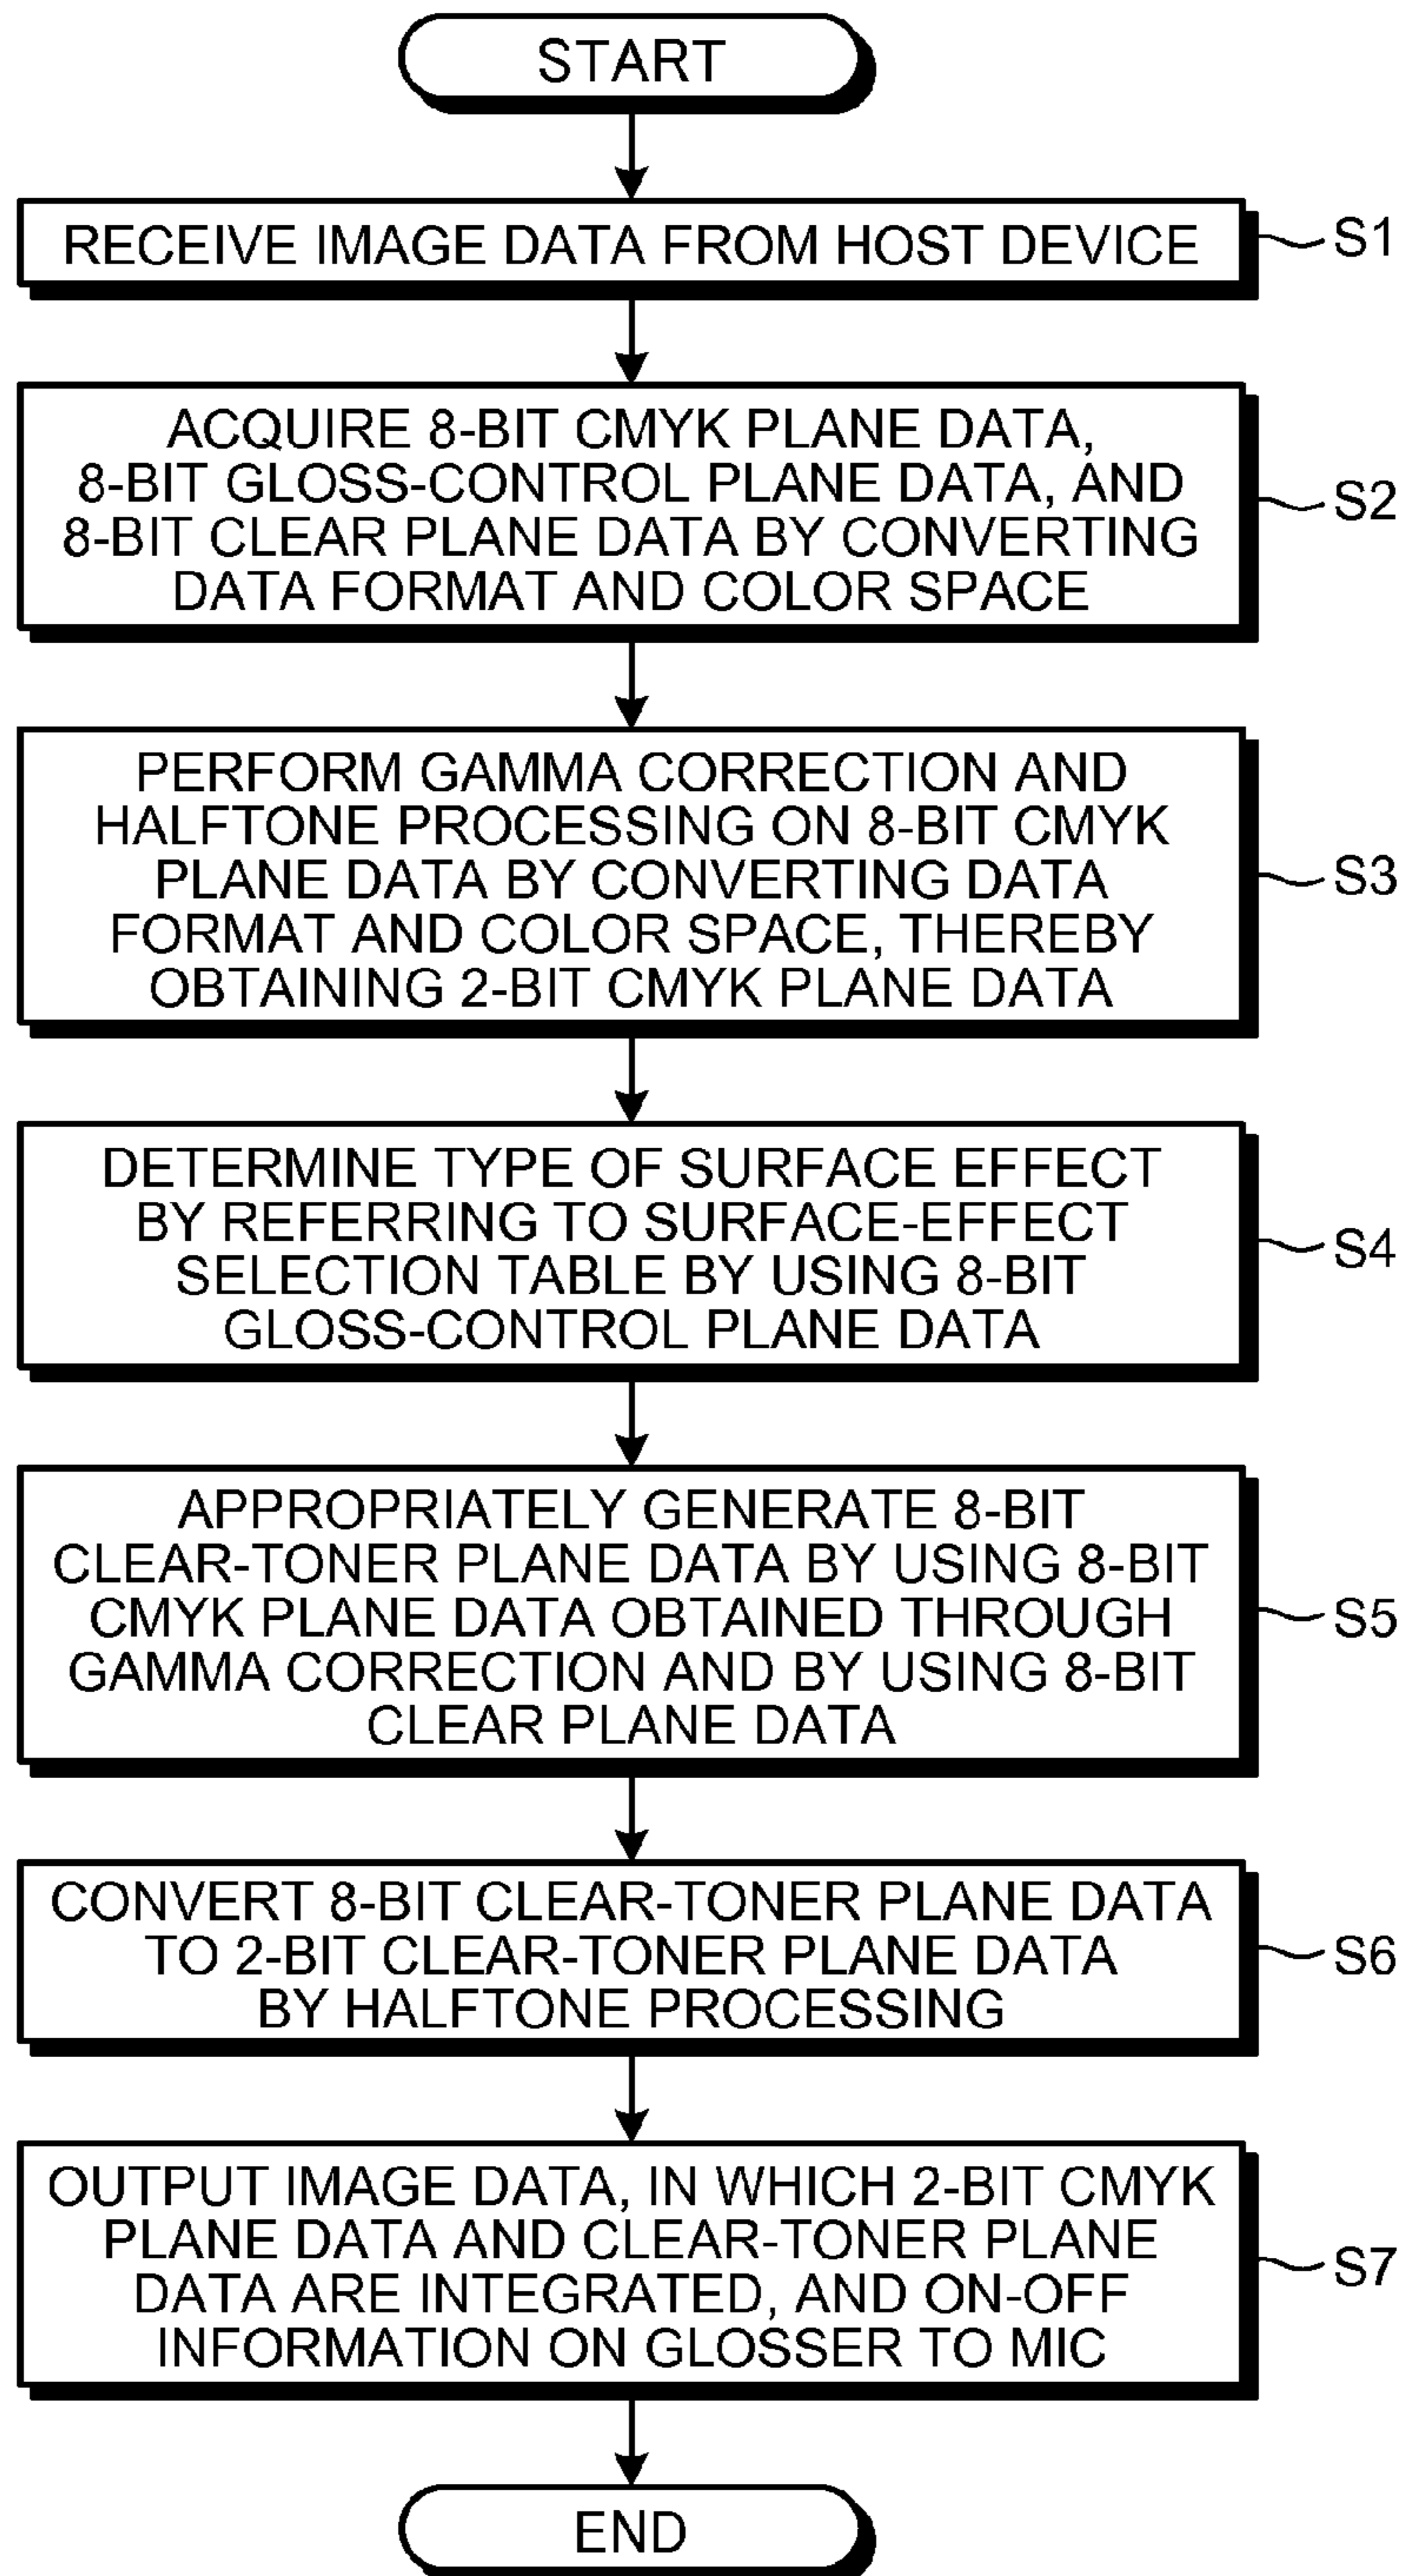 START
RECEIVE IMAGE DATA FROM HOST DEVICE
S1
ACQUIRE 8-BIT CMYK PLANE DATA,
8-BIT GLOSS-CONTROL PLANE DATA, AND
8-BIT CLEAR PLANE DATA BY CONVERTING
DATA FORMAT AND COLOR SPACE
S2
PERFORM GAMMA CORRECTION AND
HALFTONE PROCESSING ON 8-BIT CMYK
PLANE DATA BY CONVERTING DATA
FORMAT AND COLOR SPACE, THEREBY
OBTAINING 2-BIT CMYK PLANE DATA
S3
DETERMINE TYPE OF SURFACE EFFECT
BY REFERRING TO SURFACE-EFFECT
SELECTION TABLE BY USING 8-BIT
GLOSS-CONTROL PLANE DATA
S4
APPROPRIATELY GENERATE 8-BIT
CLEAR-TONER PLANE DATA BY USING 8-BIT
CMYK PLANE DATA OBTAINED THROUGH
GAMMA CORRECTION AND BY USING 8-BIT
CLEAR PLANE DATA
S5
CONVERT 8-BIT CLEAR-TONER PLANE DATA
TO 2-BIT CLEAR-TONER PLANE DATA
BY HALFTONE PROCESSING
S6
OUTPUT IMAGE DATA, IN WHICH 2-BIT CMYK
PLANE DATA AND CLEAR-TONER PLANE
DATA ARE INTEGRATED, AND ON-OFF
INFORMATION ON GLOSSER TO MIC
S7
END